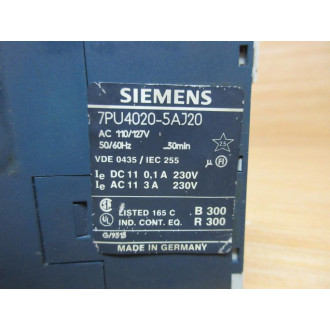 SIEMENS
7PU4020-5AJ20
AC 110/127V
50/60Hz 30min
VDE 0435 / IEC 255
Ie DC 11 0,1 A 230V
Ie AC 11 3 A 230V
LISTED 165 C B 300
IND. CONT. EQ. R 300
MADE IN GERMANY